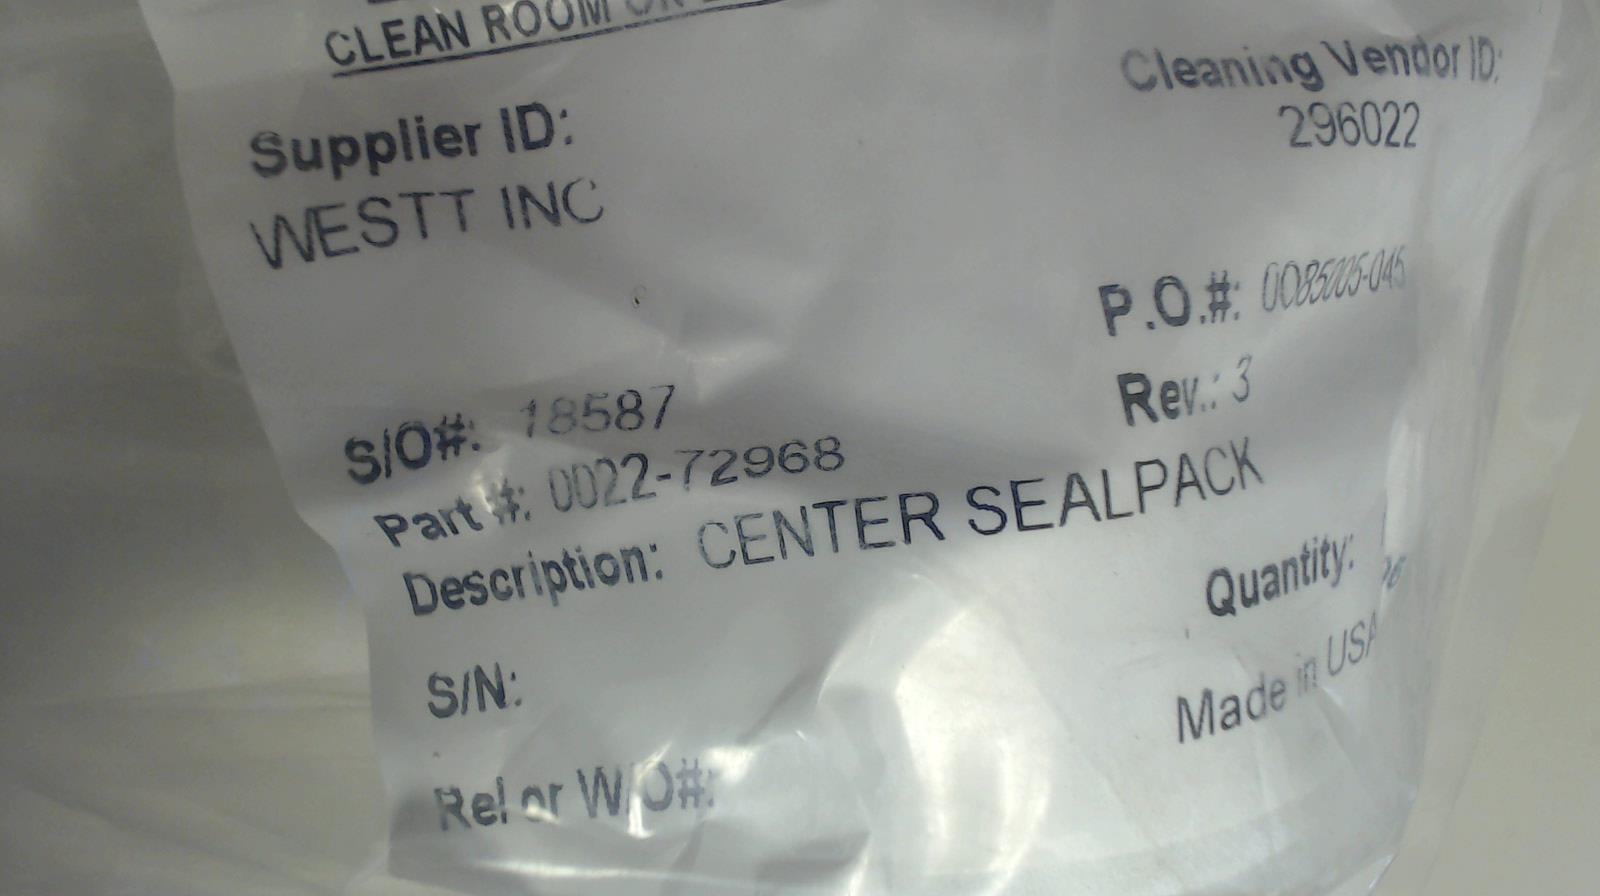 CLEAN ROOM
Cleaning Vendor ID:
Supplier ID:
296022
WESTT INC
P.O.#: 0085005-045
S/O#: 18587
Rev.: 3
Part #: 0022-72968
Description: CENTER SEALPACK
Quantity:
S/N:
Made in USA
Rel or W/O#: